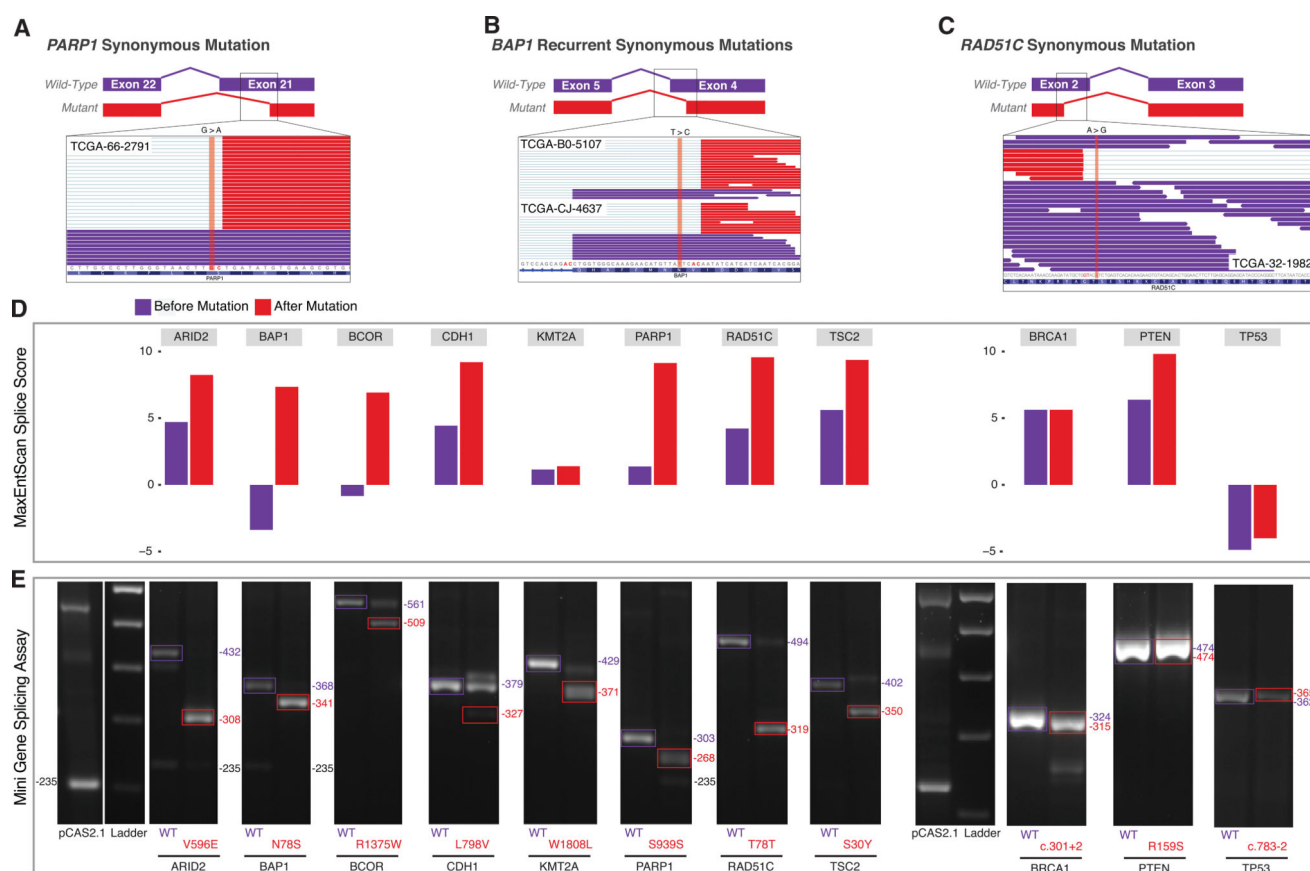 A
PARP1 Synonymous Mutation
Wild-Type
Exon 22
Exon 21
Mutant
G > A
TCGA-66-2791
PARP1
B
BAP1 Recurrent Synonymous Mutations
Exon 5
Exon 4
Wild-Type
Mutant
T > C
TCGA-B0-5107
TCGA-CJ-4637
BAP1
C
RAD51C Synonymous Mutation
Wild-Type
Exon 2
Exon 3
Mutant
A > G
TCGA-32-1982
RAD51C
D
Before Mutation
After Mutation
ARID2
BAP1
BCOR
CDH1
KMT2A
PARP1
RAD51C
TSC2
BRCA1
PTEN
TP53
MaxEntScan Splice Score
10
5
0
-5
10
5
0
-5
E
Mini Gene Splicing Assay
-235
-432
-308
-235
-368
-341
-235
-561
-509
-379
-327
-429
-371
-303
-268
-235
-494
-319
-402
-350
-324
-315
-474
-474
pCAS2.1
Ladder
WT
V596E
ARID2
WT
N78S
BAP1
WT
R1375W
BCOR
WT
L798V
CDH1
WT
W1808L
KMT2A
WT
S939S
PARP1
WT
T78T
RAD51C
WT
S30Y
TSC2
pCAS2.1
Ladder
WT
c.301+2
BRCA1
WT
R159S
PTEN
WT
c.783-2
TP53